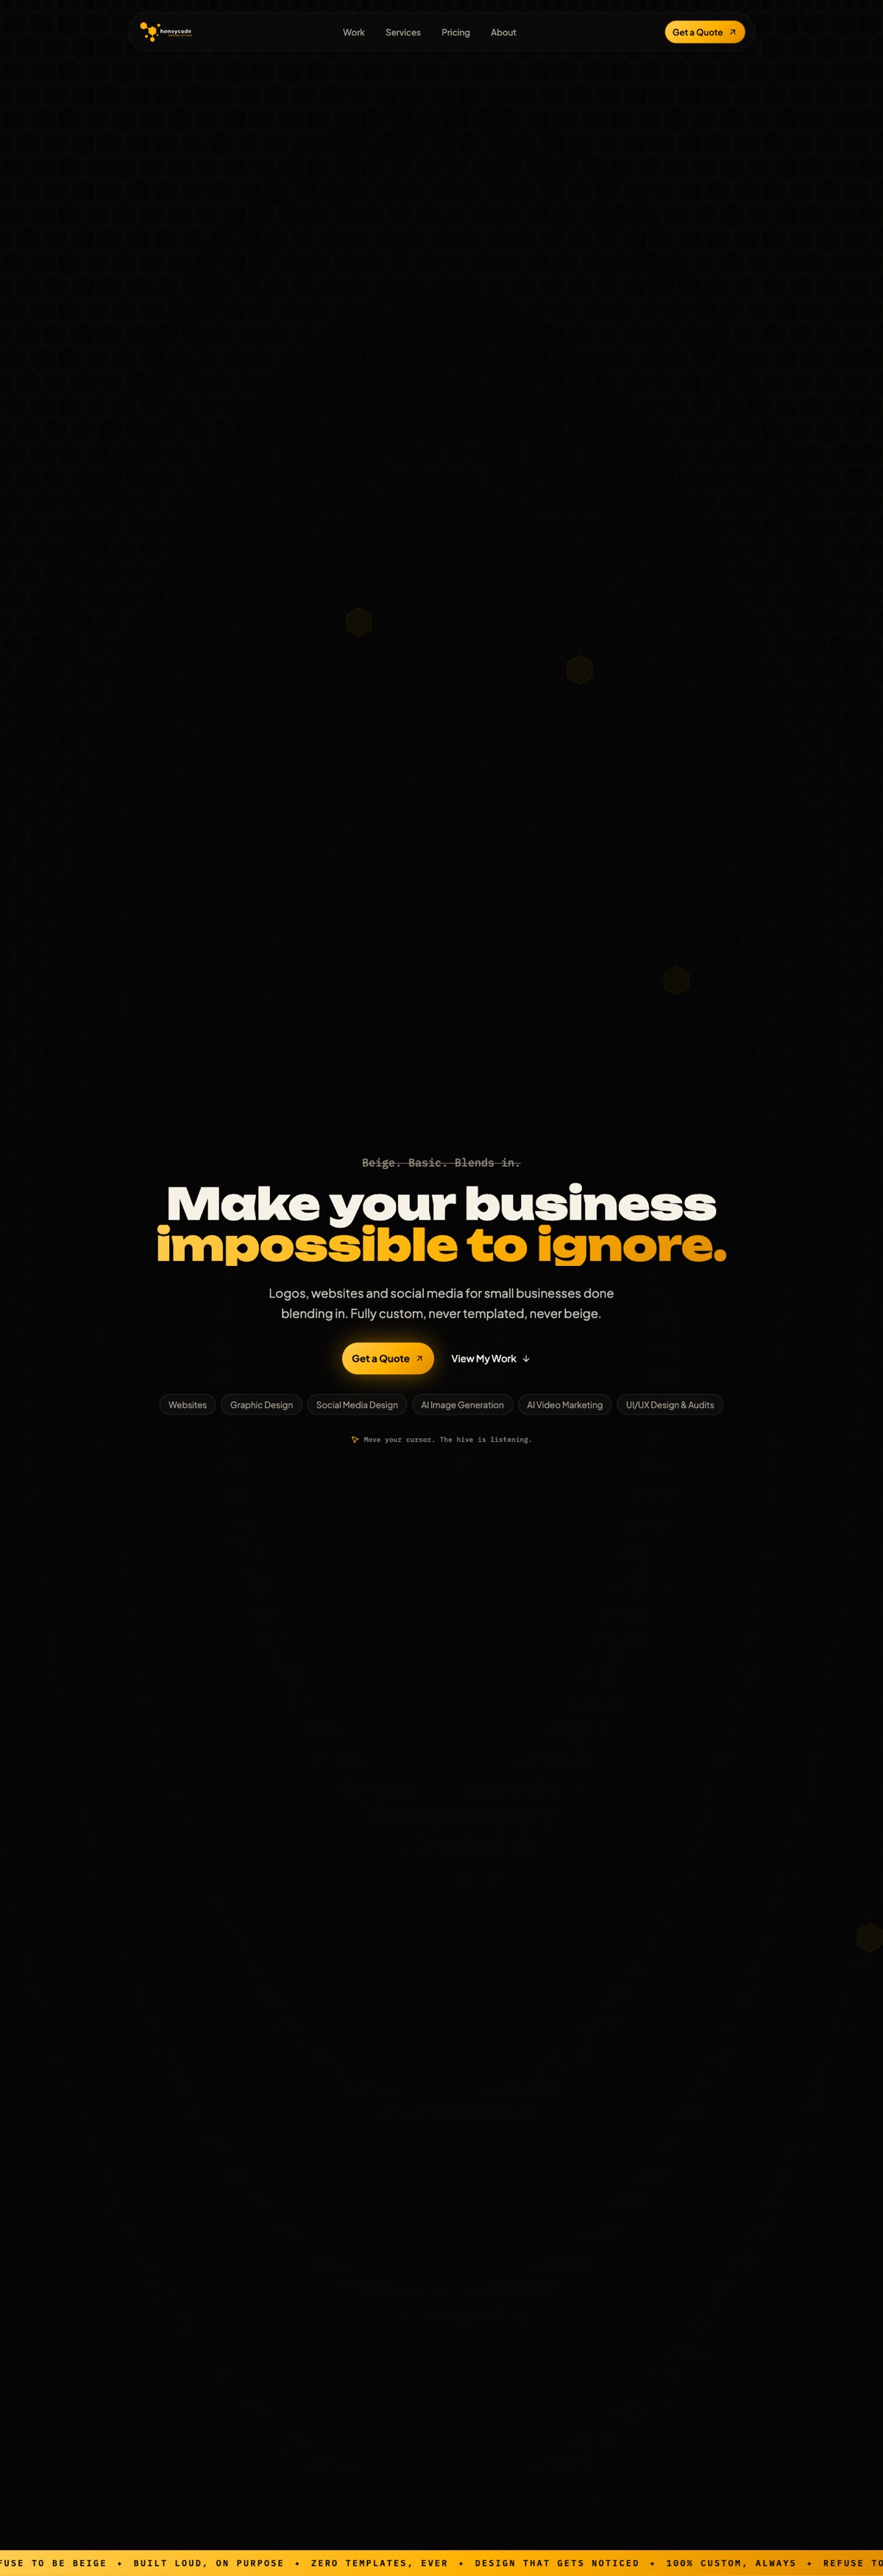 honeycode
Work Services Pricing About
Get a Quote
Beige. Basic. Blends in.
Make your business
impossible to ignore.
Logos, websites and social media for small businesses done
blending in. Fully custom, never templated, never beige.
Get a Quote View My Work
Websites Graphic Design Social Media Design AI Image Generation AI Video Marketing UI/UX Design & Audits
Move your cursor. The hive is listening.
FUSE TO BE BEIGE ✦ BUILT LOUD, ON PURPOSE ✦ ZERO TEMPLATES, EVER ✦ DESIGN THAT GETS NOTICED ✦ 100% CUSTOM, ALWAYS ✦ REFUSE TO